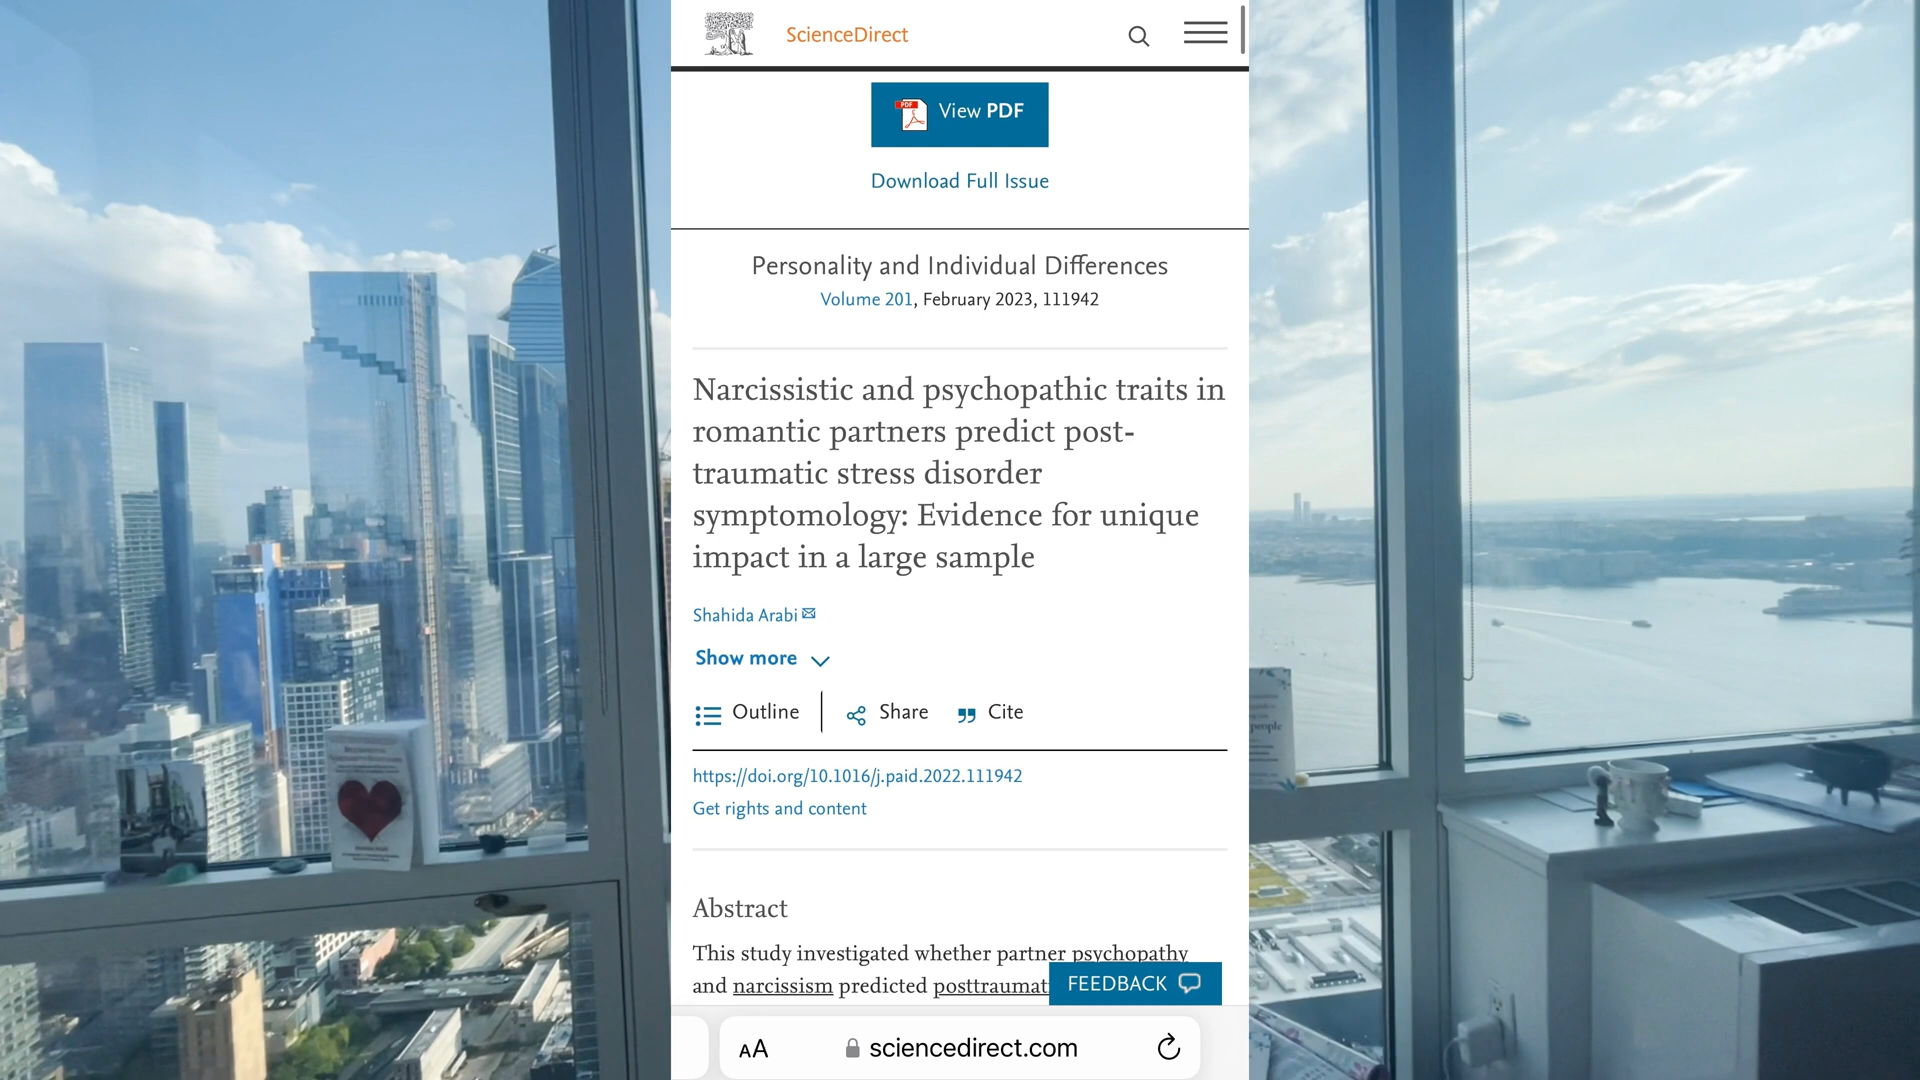 ScienceDirect
PDF
View PDF
Download Full Issue
Personality and Individual Differences
Volume 201, February 2023, 111942
Narcissistic and psychopathic traits in
romantic partners predict post-
traumatic stress disorder
symptomology: Evidence for unique
impact in a large sample
Shahida Arabi
Show more
Outline
Share
Cite
https://doi.org/10.1016/j.paid.2022.111942
Get rights and content
Abstract
This study investigated whether partner psychopathy
and narcissism predicted posttraumat
FEEDBACK
AA
sciencedirect.com
people